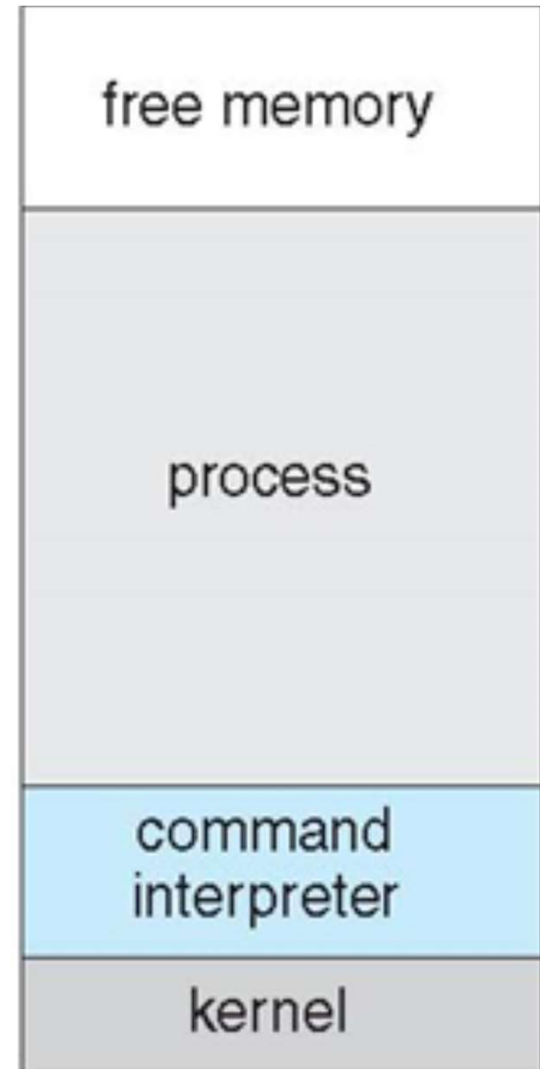 free memory
process
command
interpreter
kernel